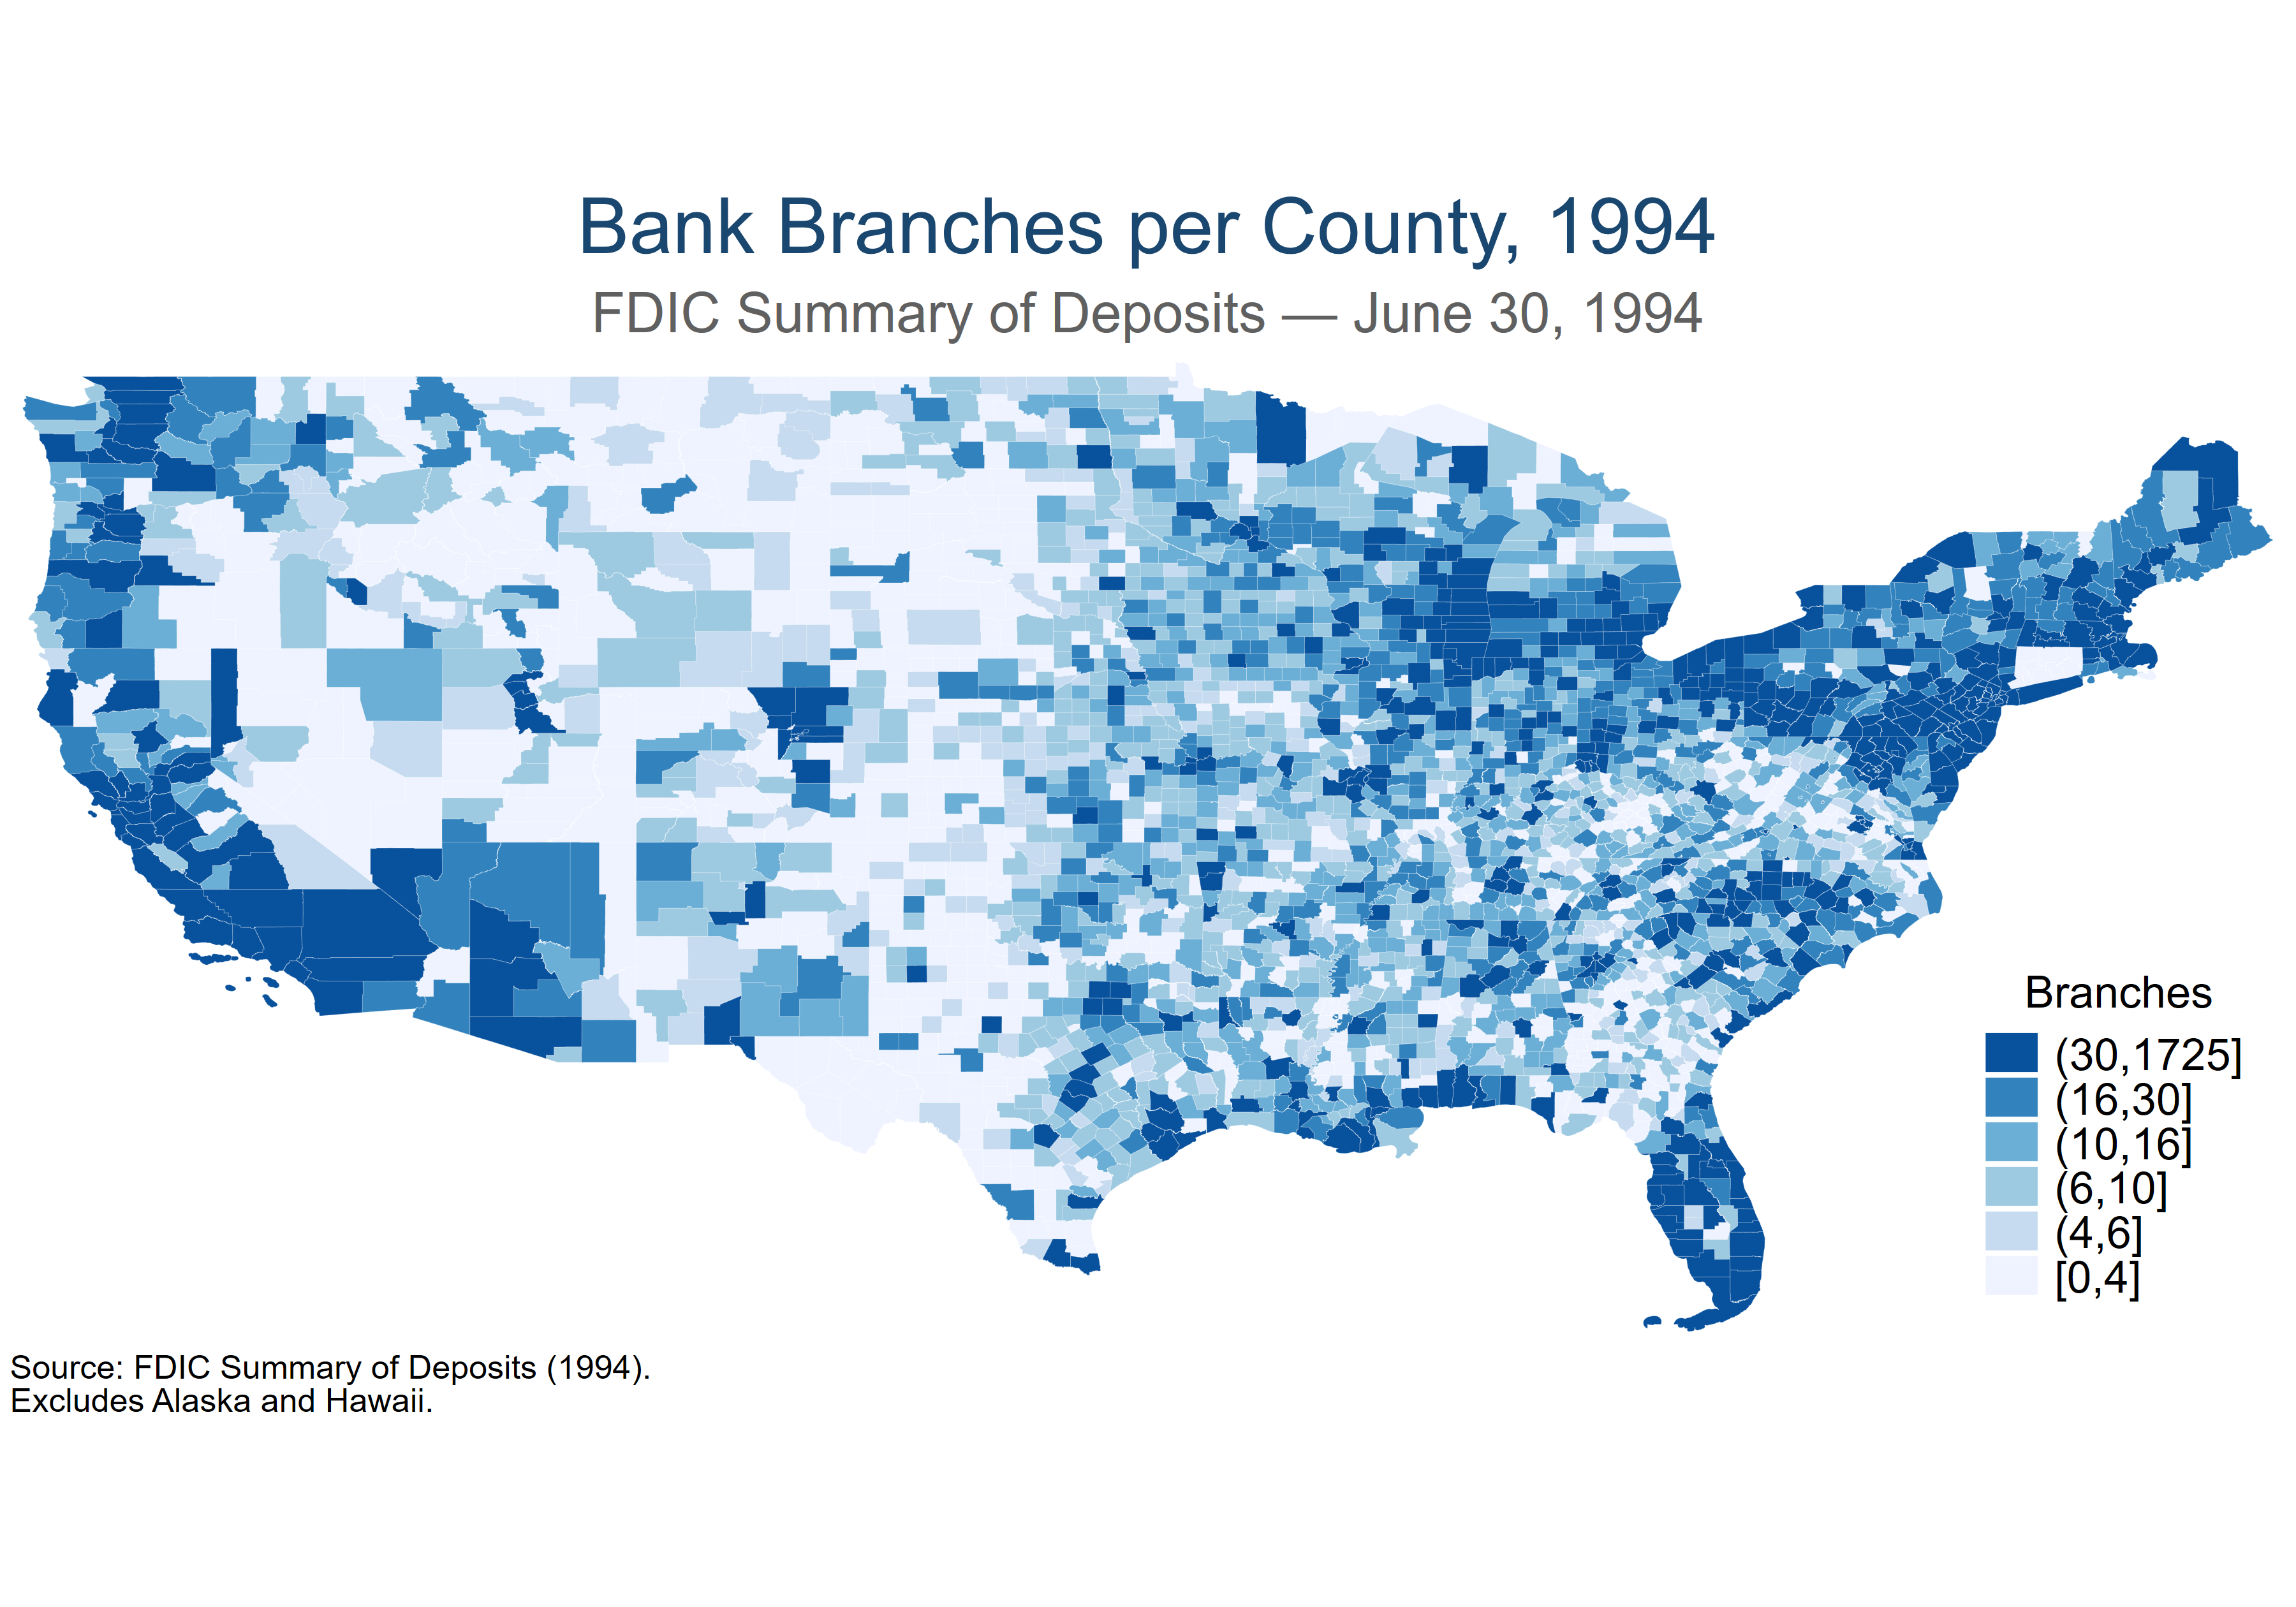 Bank Branches per County, 1994
FDIC Summary of Deposits — June 30, 1994
Branches
(30,1725]
(16,30]
(10,16]
(6,10]
(4,6]
[0,4]
Source: FDIC Summary of Deposits (1994).
Excludes Alaska and Hawaii.